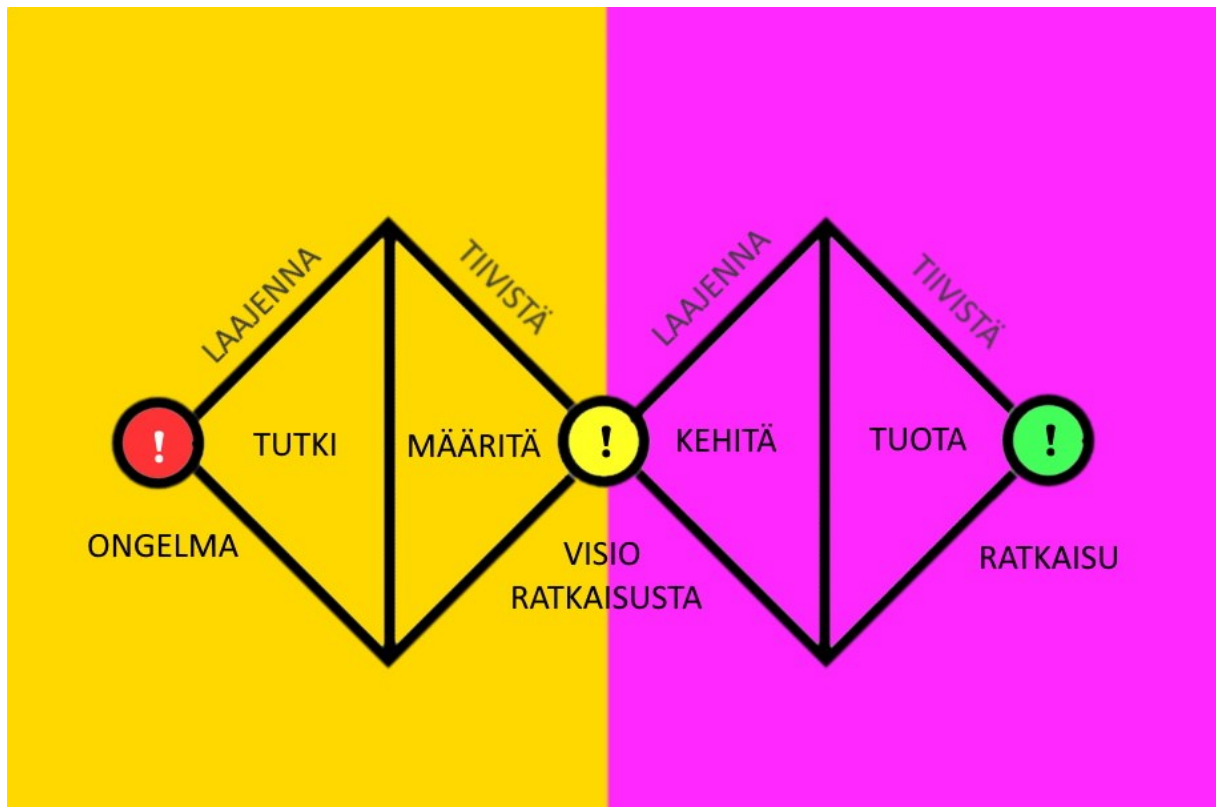 LAAJENNA
TIIVISTÄ
LAAJENNA
TIIVISTÄ
!
TUTKI
MÄÄRITÄ
!
KEHITÄ
TUOTA
!
ONGELMA
VISIO
RATKAISUSTA
RATKAISU